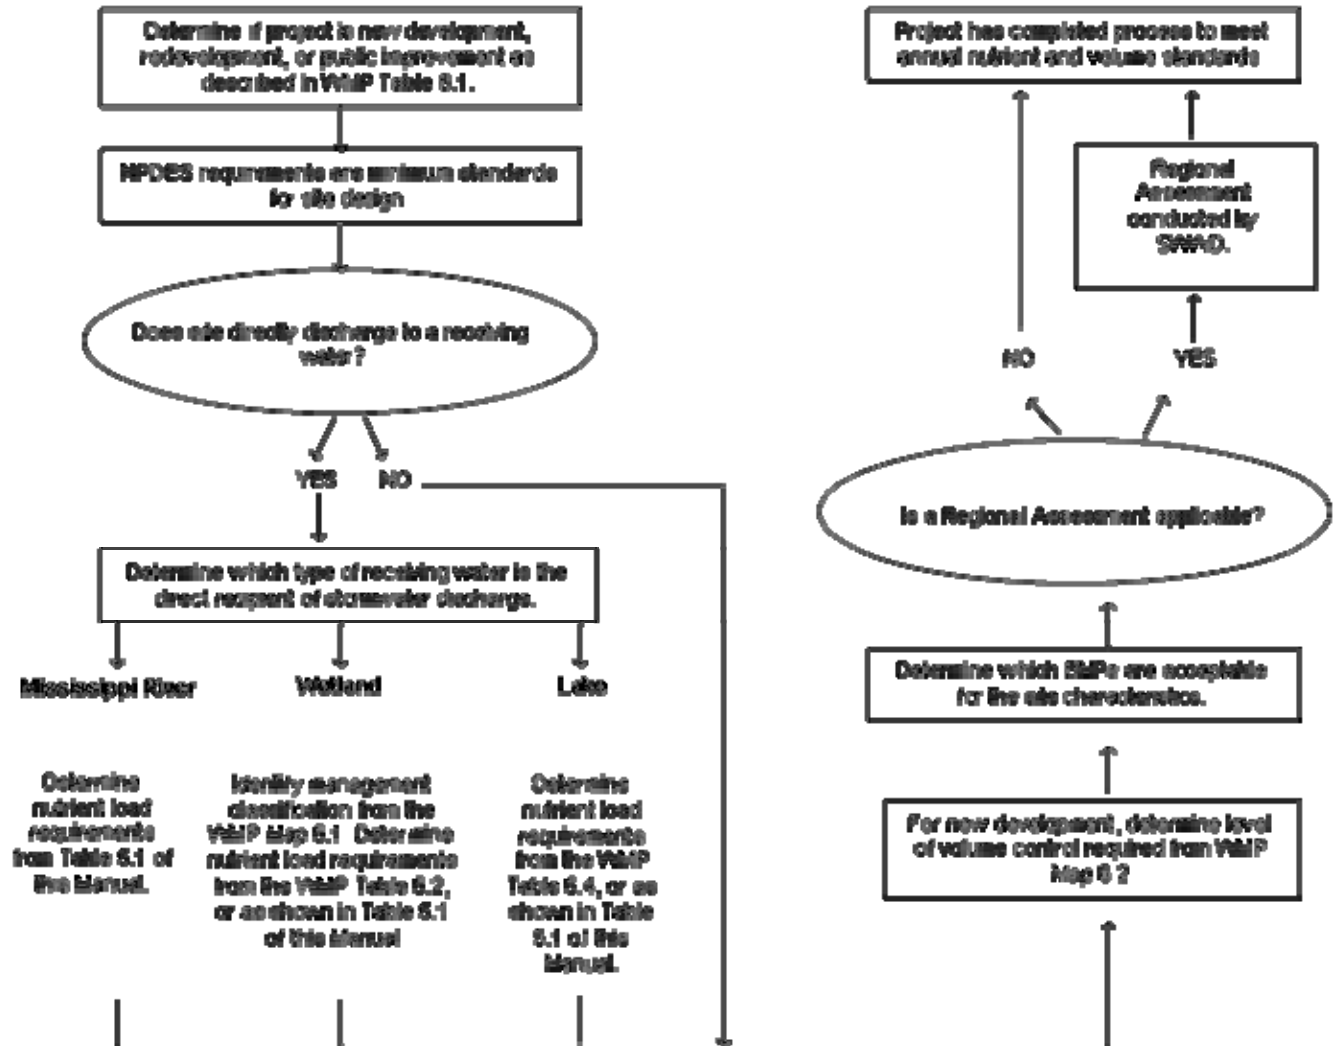 Determine if project is new development,
redevelopment, or public improvement as
described in WMP Table 6.1.
NPDES requirements are minimum standards
for site design
Does site directly discharge to a receiving
water?
YES
NO
Determine which type of receiving water is the
direct recipient of stormwater discharge.
Mississippi River
Wetland
Lake
Determine
nutrient load
requirements
from Table 5.1 of
this Manual.
Identify management
classification from the
WMP Map 6.1 Determine
nutrient load requirements
from the WMP Table 6.2,
or as shown in Table 5.1
of this Manual
Determine
nutrient load
requirements
from the WMP
Table 6.4, or as
shown in Table
5.1 of this
Manual.
Project has completed process to meet
annual nutrient and volume standards
Regional
Assessment
conducted by
NO
YES
Is a Regional Assessment applicable?
Determine which BMPs are acceptable
for the site characteristics.
For new development, determine level
of volume control required from WMP
Map 6 2